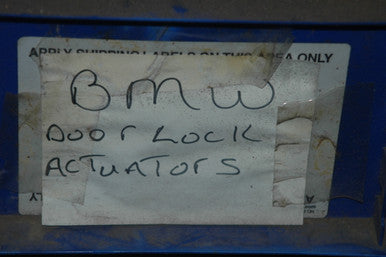 APPLY SHIPPING LABELS ON THIS AREA ONLY
BMW
DOOr LOCK
ACTUATOrS